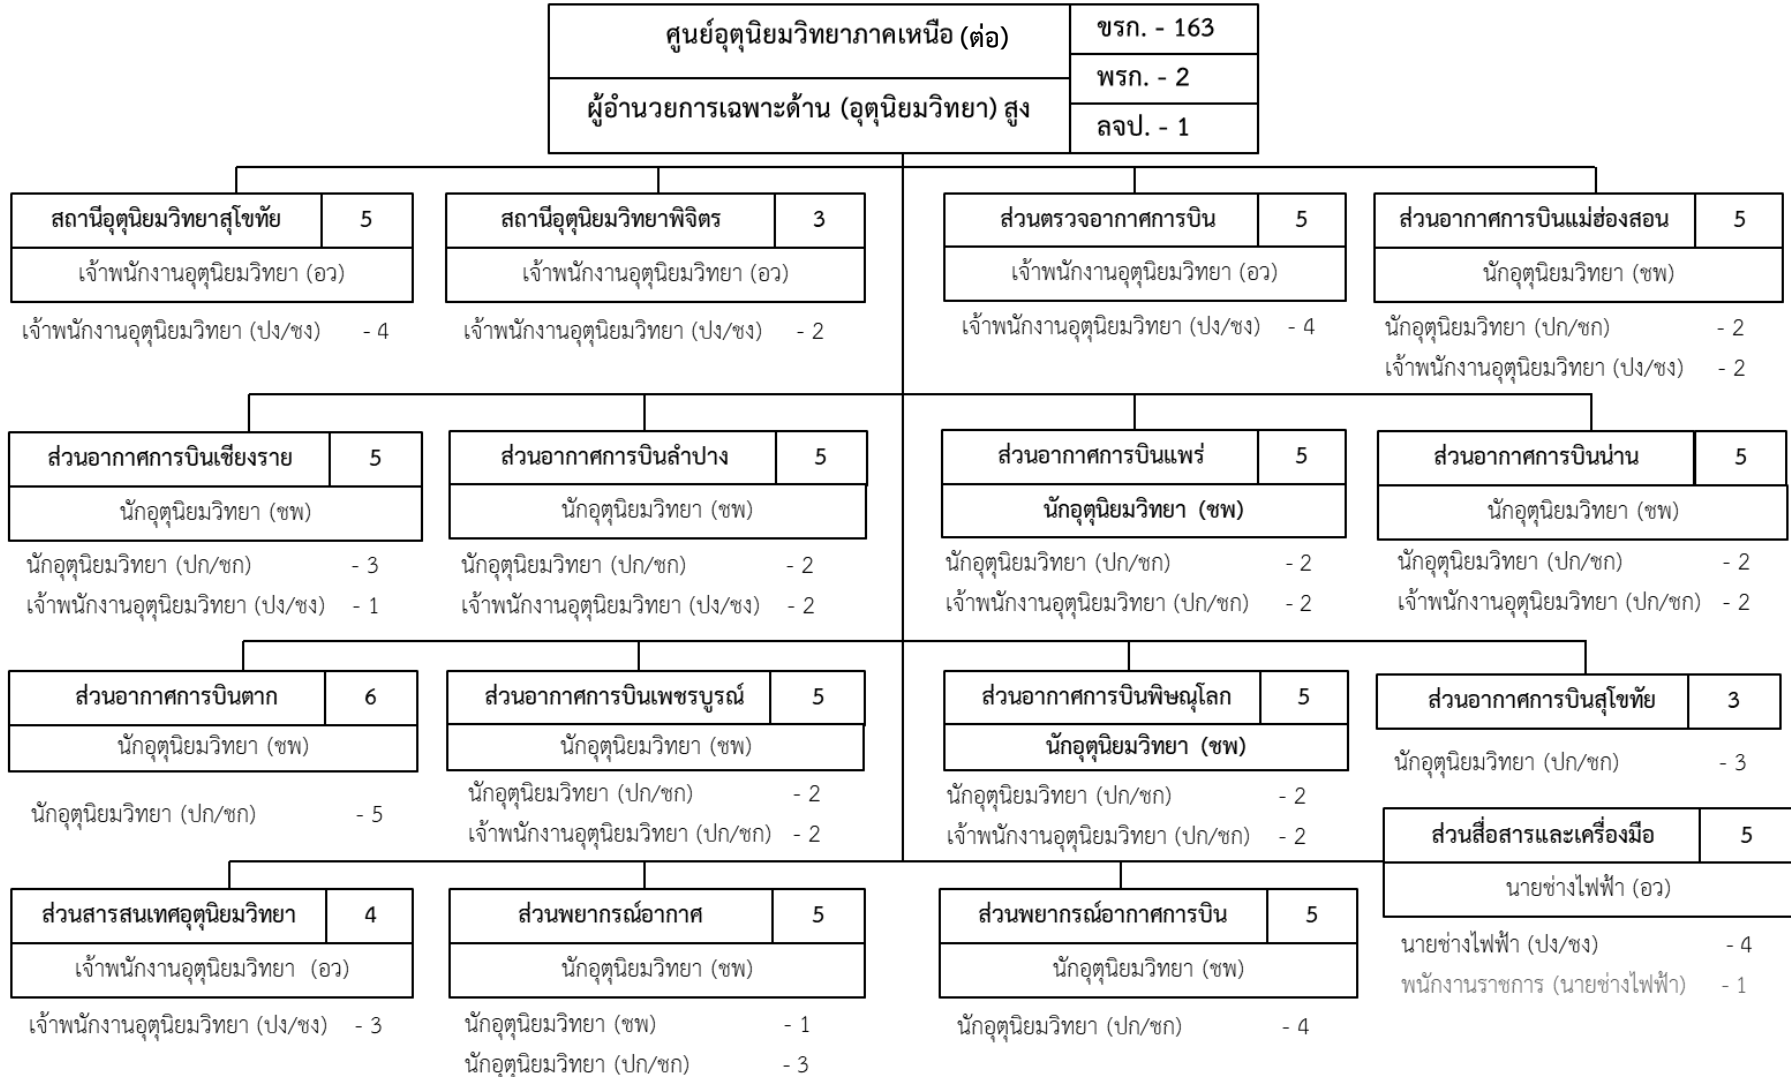 ศูนย์อุตุนิยมวิทยาภาคเหนือ (ต่อ)
ขรก. - 163
พรก. - 2
ผู้อำนวยการเฉพาะด้าน (อุตุนิยมวิทยา) สูง
ลจป. - 1
สถานีอุตุนิยมวิทยาสุโขทัย 5
เจ้าพนักงานอุตุนิยมวิทยา (อว)
เจ้าพนักงานอุตุนิยมวิทยา (ปง/ชง) - 4
สถานีอุตุนิยมวิทยาพิจิตร 3
เจ้าพนักงานอุตุนิยมวิทยา (อว)
เจ้าพนักงานอุตุนิยมวิทยา (ปง/ชง) - 2
ส่วนตรวจอากาศการบิน 5
เจ้าพนักงานอุตุนิยมวิทยา (อว)
เจ้าพนักงานอุตุนิยมวิทยา (ปง/ชง) - 4
ส่วนอากาศการบินแม่ฮ่องสอน 5
นักอุตุนิยมวิทยา (ชพ)
นักอุตุนิยมวิทยา (ปก/ชก) - 2
เจ้าพนักงานอุตุนิยมวิทยา (ปง/ชง) - 2
ส่วนอากาศการบินเชียงราย 5
นักอุตุนิยมวิทยา (ชพ)
นักอุตุนิยมวิทยา (ปก/ชก) - 3
เจ้าพนักงานอุตุนิยมวิทยา (ปง/ชง) - 1
ส่วนอากาศการบินลำปาง 5
นักอุตุนิยมวิทยา (ชพ)
นักอุตุนิยมวิทยา (ปก/ชก) - 2
เจ้าพนักงานอุตุนิยมวิทยา (ปง/ชง) - 2
ส่วนอากาศการบินแพร่ 5
นักอุตุนิยมวิทยา (ชพ)
นักอุตุนิยมวิทยา (ปก/ชก) - 2
เจ้าพนักงานอุตุนิยมวิทยา (ปก/ชก) - 2
ส่วนอากาศการบินน่าน 5
นักอุตุนิยมวิทยา (ชพ)
นักอุตุนิยมวิทยา (ปก/ชก) - 2
เจ้าพนักงานอุตุนิยมวิทยา (ปก/ชก) - 2
ส่วนอากาศการบินตาก 6
นักอุตุนิยมวิทยา (ชพ)
นักอุตุนิยมวิทยา (ปก/ชก) - 5
ส่วนอากาศการบินเพชรบูรณ์ 5
นักอุตุนิยมวิทยา (ชพ)
นักอุตุนิยมวิทยา (ปก/ชก) - 2
เจ้าพนักงานอุตุนิยมวิทยา (ปก/ชก) - 2
ส่วนอากาศการบินพิษณุโลก 5
นักอุตุนิยมวิทยา (ชพ)
นักอุตุนิยมวิทยา (ปก/ชก) - 2
เจ้าพนักงานอุตุนิยมวิทยา (ปก/ชก) - 2
ส่วนอากาศการบินสุโขทัย 3
นักอุตุนิยมวิทยา (ปก/ชก) - 3
ส่วนสื่อสารและเครื่องมือ 5
นายช่างไฟฟ้า (อว)
นายช่างไฟฟ้า (ปง/ชง) - 4
พนักงานราชการ (นายช่างไฟฟ้า) - 1
ส่วนสารสนเทศอุตุนิยมวิทยา 4
เจ้าพนักงานอุตุนิยมวิทยา (อว)
เจ้าพนักงานอุตุนิยมวิทยา (ปง/ชง) - 3
ส่วนพยากรณ์อากาศ 5
นักอุตุนิยมวิทยา (ชพ)
นักอุตุนิยมวิทยา (ชพ) - 1
นักอุตุนิยมวิทยา (ปก/ชก) - 3
ส่วนพยากรณ์อากาศการบิน 5
นักอุตุนิยมวิทยา (ชพ)
นักอุตุนิยมวิทยา (ปก/ชก) - 4